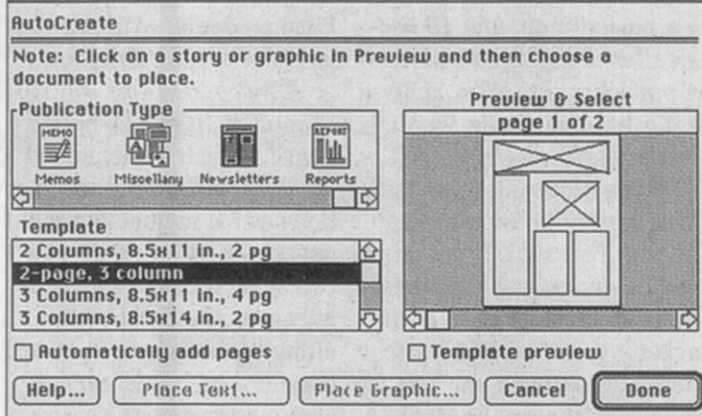 AutoCreate
Note: Click on a story or graphic in Preview and then choose a
document to place.
Publication Type
MEMO
REPORT
Memos Miscellany Newsletters Reports
Template
2 Columns, 8.5x11 in., 2 pg
2-page, 3 column
3 Columns, 8.5x11 in., 4 pg
3 Columns, 8.5x14 in., 2 pg
Automatically add pages
Preview & Select
page 1 of 2
Template preview
Help... Place Text... Place Graphic... Cancel Done